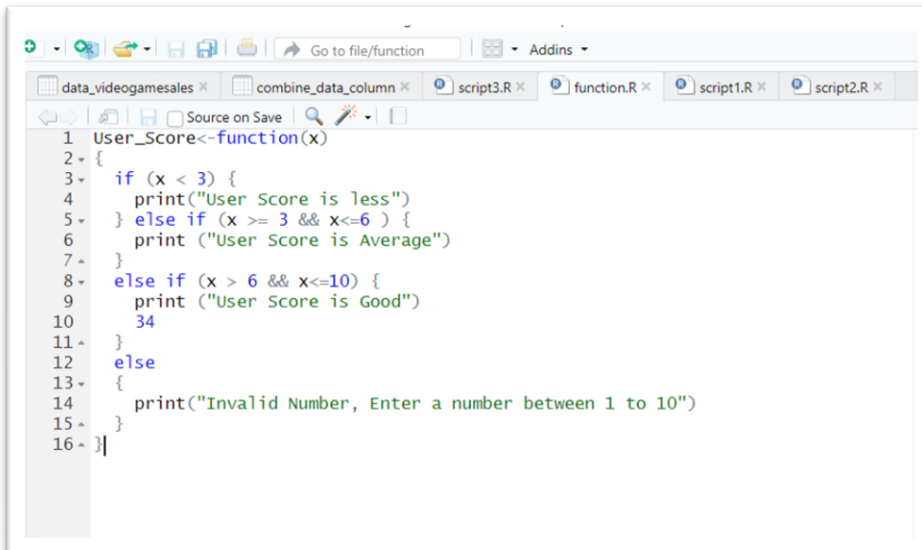 Go to file/function Addins
data_videogamesales combine_data_column script3.R function.R script1.R script2.R
Source on Save
1 User_Score<-function(x)
2 {
3 if (x < 3) {
4 print("User Score is less")
5 } else if (x >= 3 && x<=6 ) {
6 print ("User Score is Average")
7 }
8 else if (x > 6 && x<=10) {
9 print ("User Score is Good")
10 34
11 }
12 else
13 {
14 print("Invalid Number, Enter a number between 1 to 10")
15 }
16 }